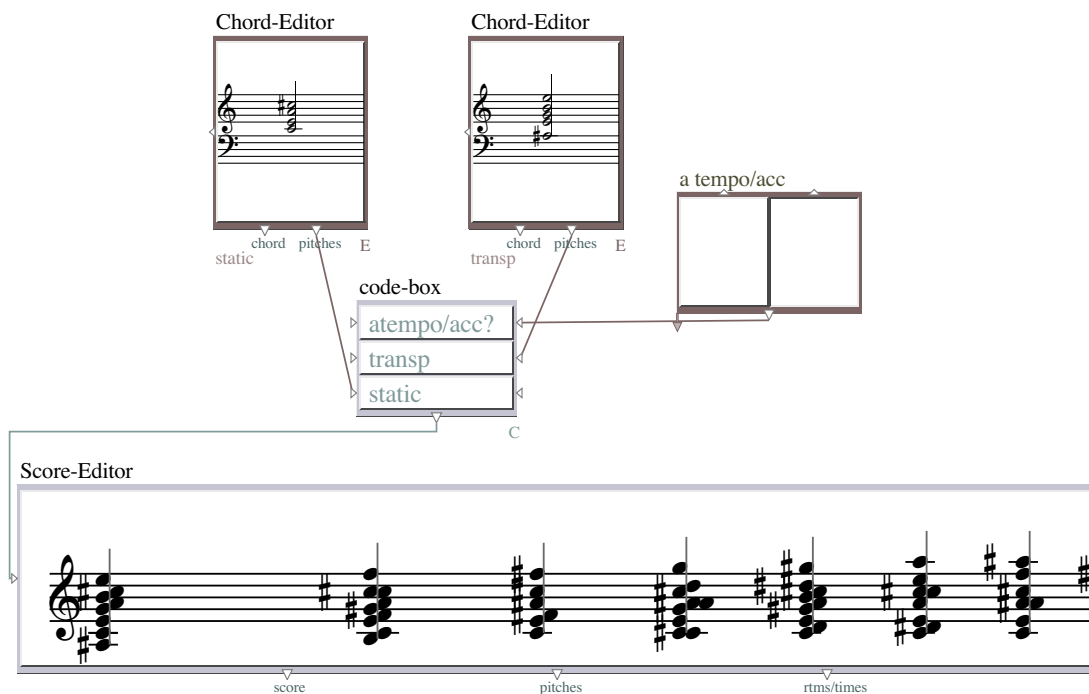 Chord-Editor
Chord-Editor
a tempo/acc
chord pitches E
static
chord pitches E
transp
code-box
atempo/acc?
transp
static
C
Score-Editor
score
pitches
rtms/times